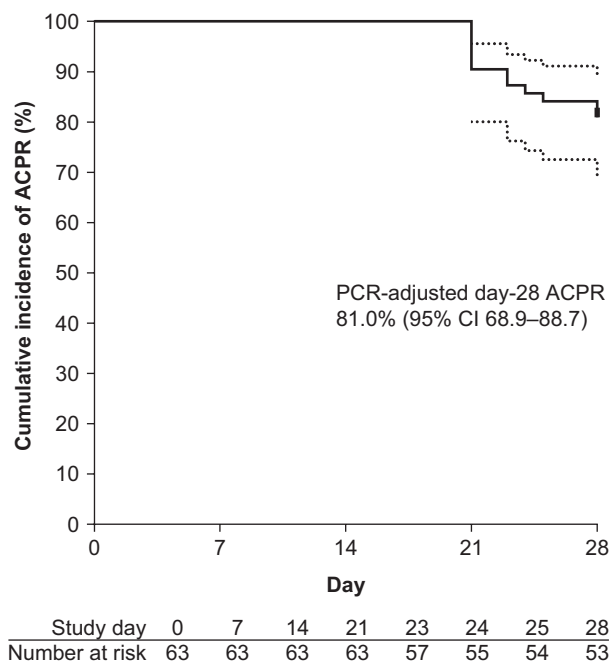 Cumulative incidence of ACPR (%)
100
90
80
70
60
50
40
30
20
10
0
PCR-adjusted day-28 ACPR
81.0% (95% CI 68.9–88.7)
0 7 14 21 28
Day
Study day 0 7 14 21 23 24 25 28
Number at risk 63 63 63 63 57 55 54 53